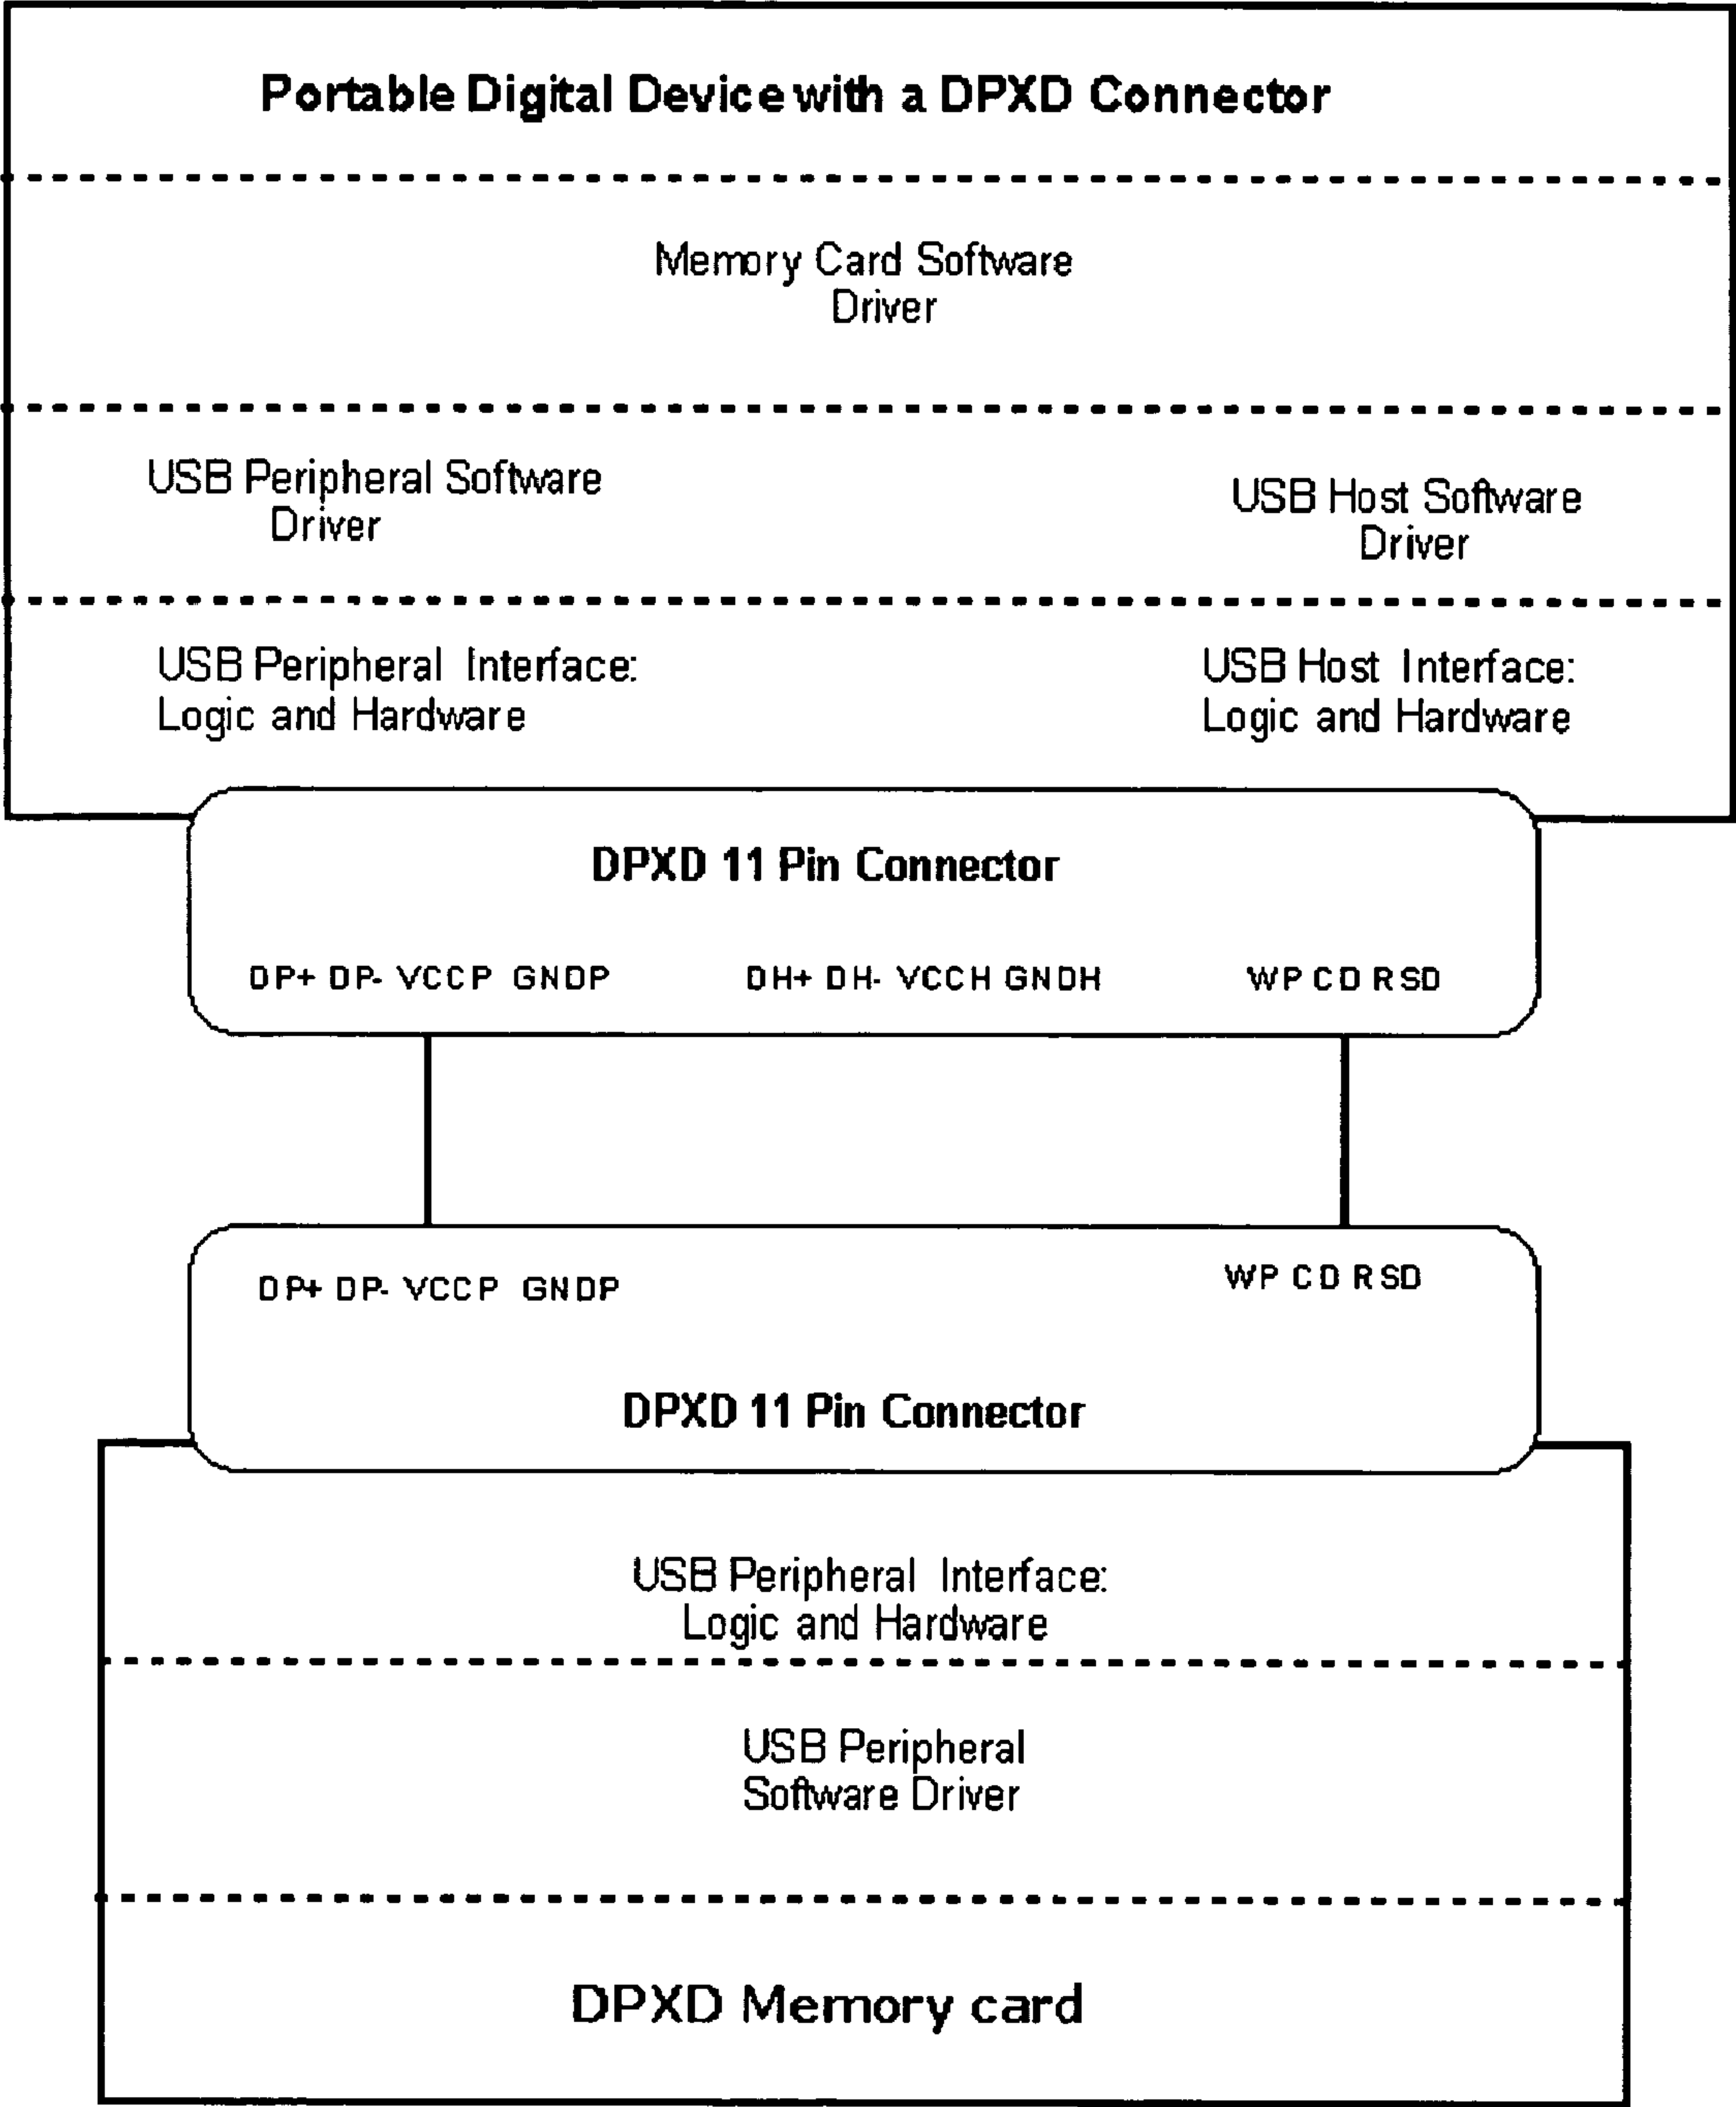 Portable Digital Device with a DPXD Connector
Memory Card Software
Driver
USB Peripheral Software
Driver
USB Host Software
Driver
USB Peripheral Interface:
Logic and Hardware
USB Host Interface:
Logic and Hardware
DPXD 11 Pin Connector
DP+ DP- VCCP GNDP DH+ DH- VCCH GNDH WP CD RSD
DP+ DP- VCCP GNDP WP CD RSD
DPXD 11 Pin Connector
USB Peripheral Interface:
Logic and Hardware
USB Peripheral
Software Driver
DPXD Memory card